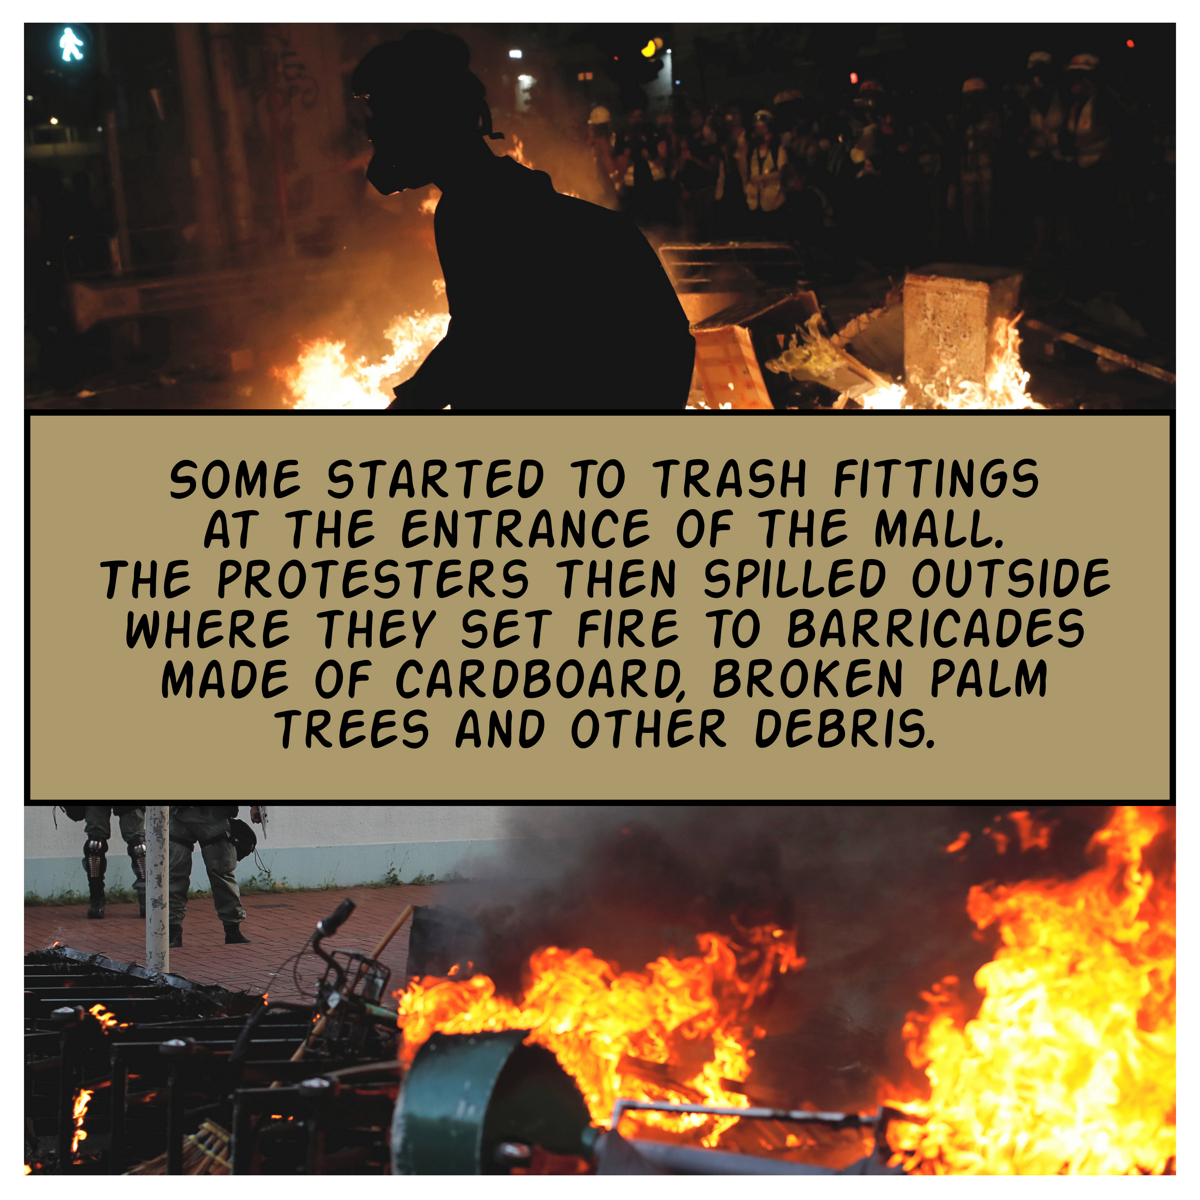 SOME STARTED TO TRASH FITTINGS
AT THE ENTRANCE OF THE MALL.
THE PROTESTERS THEN SPILLED OUTSIDE
WHERE THEY SET FIRE TO BARRICADES
MADE OF CARDBOARD, BROKEN PALM
TREES AND OTHER DEBRIS.